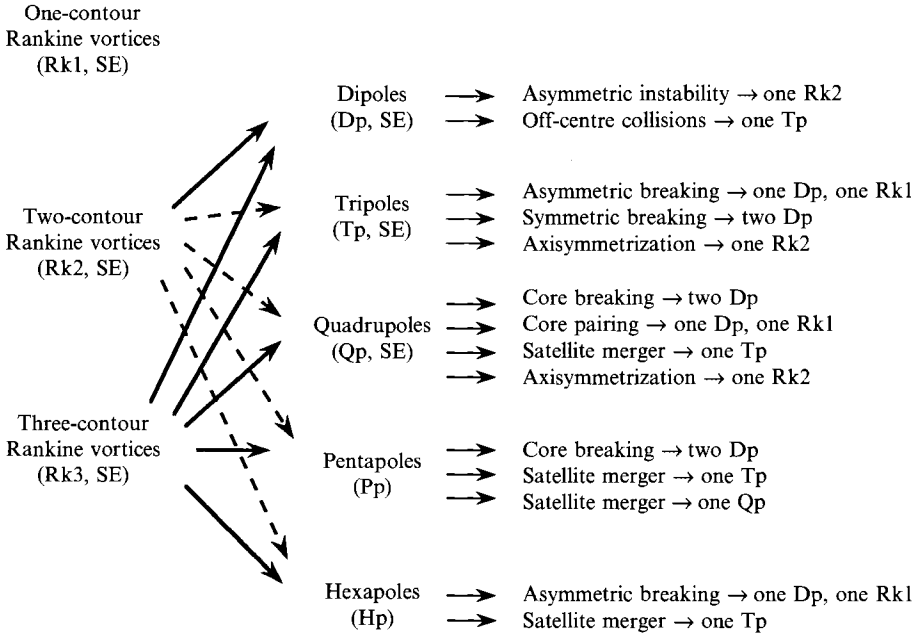 One-contour
Rankine vortices
(Rk1, SE)
Dipoles
(Dp, SE)
Asymmetric instability → one Rk2
Off-centre collisions → one Tp
Two-contour
Rankine vortices
(Rk2, SE)
Tripoles
(Tp, SE)
Asymmetric breaking → one Dp, one Rk1
Symmetric breaking → two Dp
Axisymmetrization → one Rk2
Quadrupoles
(Qp, SE)
Core breaking → two Dp
Core pairing → one Dp, one Rk1
Satellite merger → one Tp
Axisymmetrization → one Rk2
Three-contour
Rankine vortices
(Rk3, SE)
Pentapoles
(Pp)
Core breaking → two Dp
Satellite merger → one Tp
Satellite merger → one Qp
Hexapoles
(Hp)
Asymmetric breaking → one Dp, one Rk1
Satellite merger → one Tp